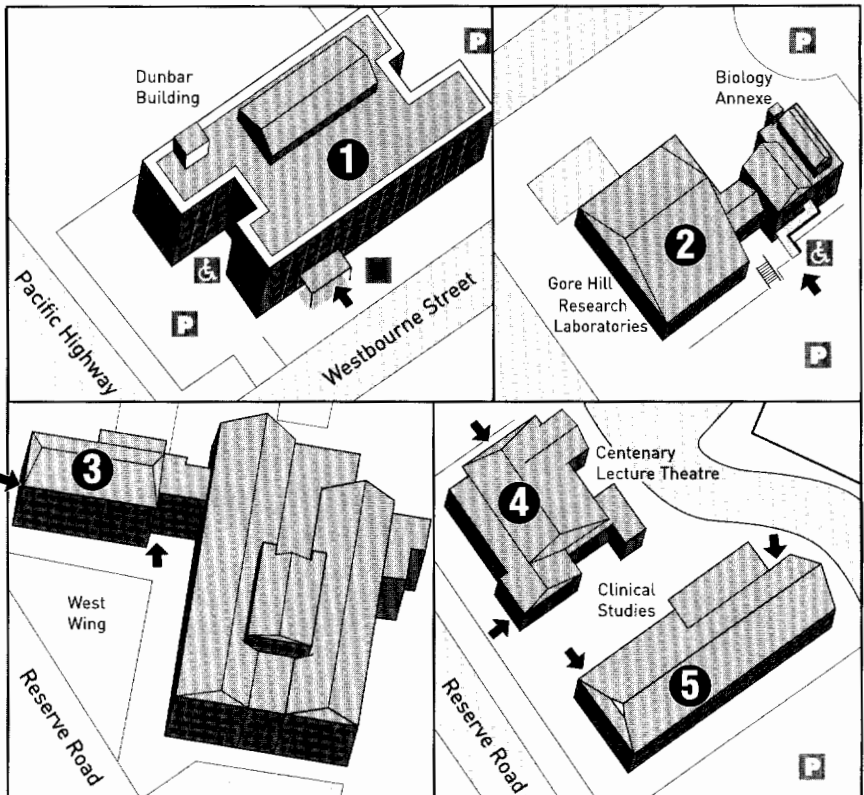 P
Dunbar
Building
1
P
Pacific Highway
Westbourne Street
P
Biology
Annexe
2
Gore Hill
Research
Laboratories
P
3
West
Wing
Reserve Road
4
Centenary
Lecture Theatre
Clinical
Studies
5
Reserve Road
P